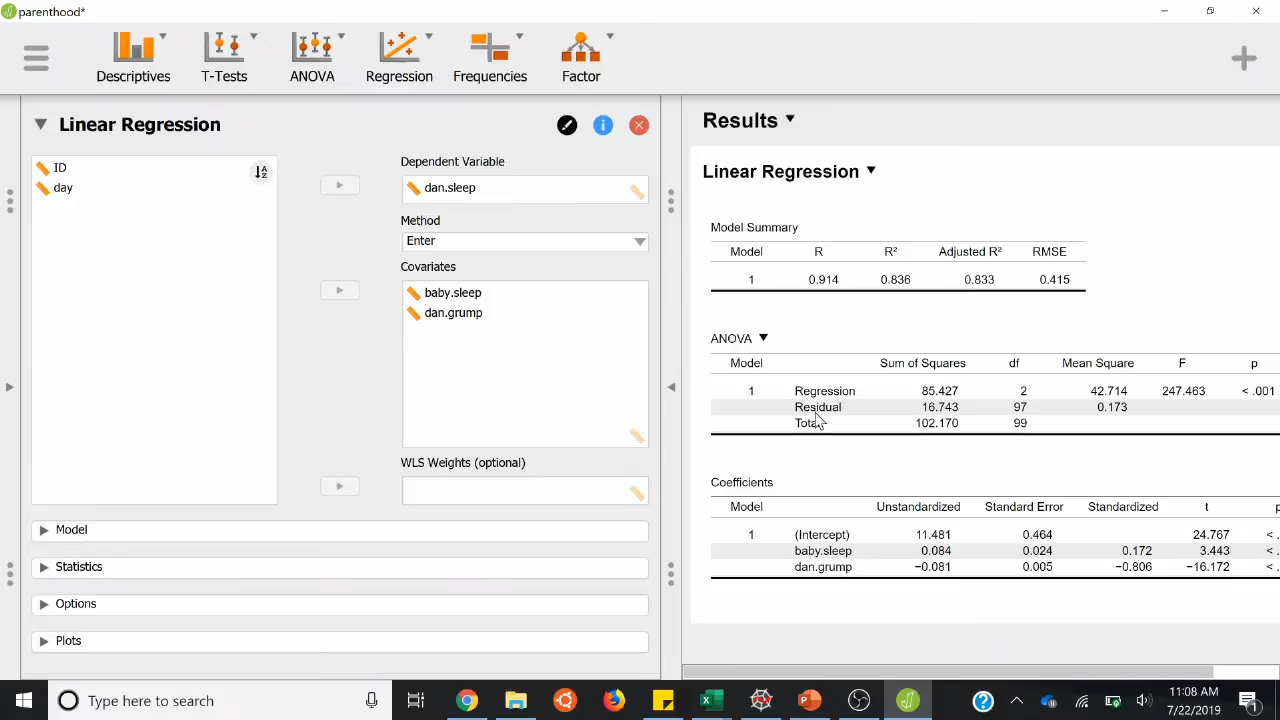 parenthood*
Descriptives
T-Tests
ANOVA
Regression
Frequencies
Factor
Linear Regression
i
ID
day
Dependent Variable
dan.sleep
Method
Enter
Covariates
baby.sleep
dan.grump
WLS Weights (optional)
Model
Statistics
Options
Plots
Results
Linear Regression
Model Summary
Model R R² Adjusted R² RMSE
1 0.914 0.836 0.833 0.415
ANOVA
Model Sum of Squares df Mean Square F p
1 Regression 85.427 2 42.714 247.463 < .001
Residual 16.743 97 0.173
Total 102.170 99
Coefficients
Model Unstandardized Standard Error Standardized t p
1 (Intercept) 11.481 0.464 24.767 < .
baby.sleep 0.084 0.024 0.172 3.443 < .
dan.grump −0.081 0.005 −0.806 −16.172 < .
Type here to search
11:08 AM
7/22/2019
1